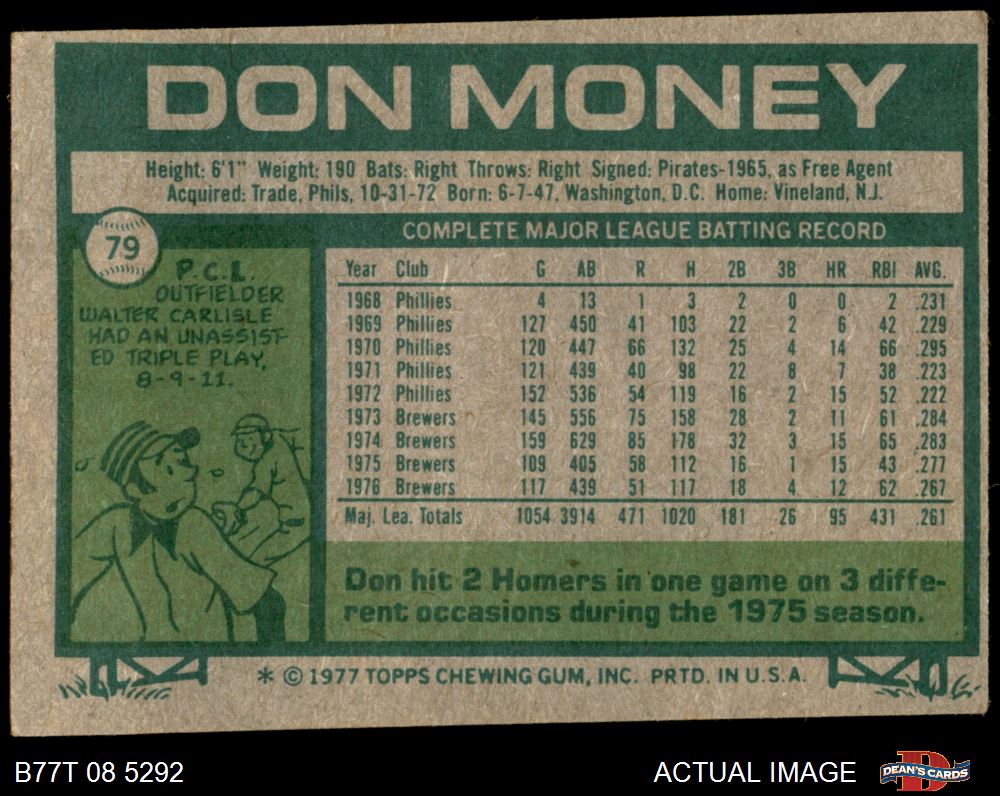 DON MONEY
Height: 6'1" Weight: 190 Bats: Right Throws: Right Signed: Pirates-1965, as Free Agent
Acquired: Trade, Phils, 10-31-72 Born: 6-7-47, Washington, D.C. Home: Vineland, N.J.
79
P.C.L.
OUTFIELDER
WALTER CARLISLE
HAD AN UNASSIST-
ED TRIPLE PLAY,
8-9-11.
COMPLETE MAJOR LEAGUE BATTING RECORD
Year Club G AB R H 2B 3B HR RBI AVG.
1968 Phillies 4 13 1 3 2 0 0 2 .231
1969 Phillies 127 450 41 103 22 2 6 42 .229
1970 Phillies 120 447 66 132 25 4 14 66 .295
1971 Phillies 121 439 40 98 22 8 7 38 .223
1972 Phillies 152 536 54 119 16 2 15 52 .222
1973 Brewers 145 556 75 158 28 2 11 61 .284
1974 Brewers 159 629 85 178 32 3 15 65 .283
1975 Brewers 109 405 58 112 16 1 15 43 .277
1976 Brewers 117 439 51 117 18 4 12 62 .267
Maj. Lea. Totals 1054 3914 471 1020 181 26 95 431 .261
Don hit 2 Homers in one game on 3 diffe-
rent occasions during the 1975 season.
* © 1977 TOPPS CHEWING GUM, INC. PRTD. IN U.S.A.
B77T 08 5292
ACTUAL IMAGE
DEAN'S CARDS